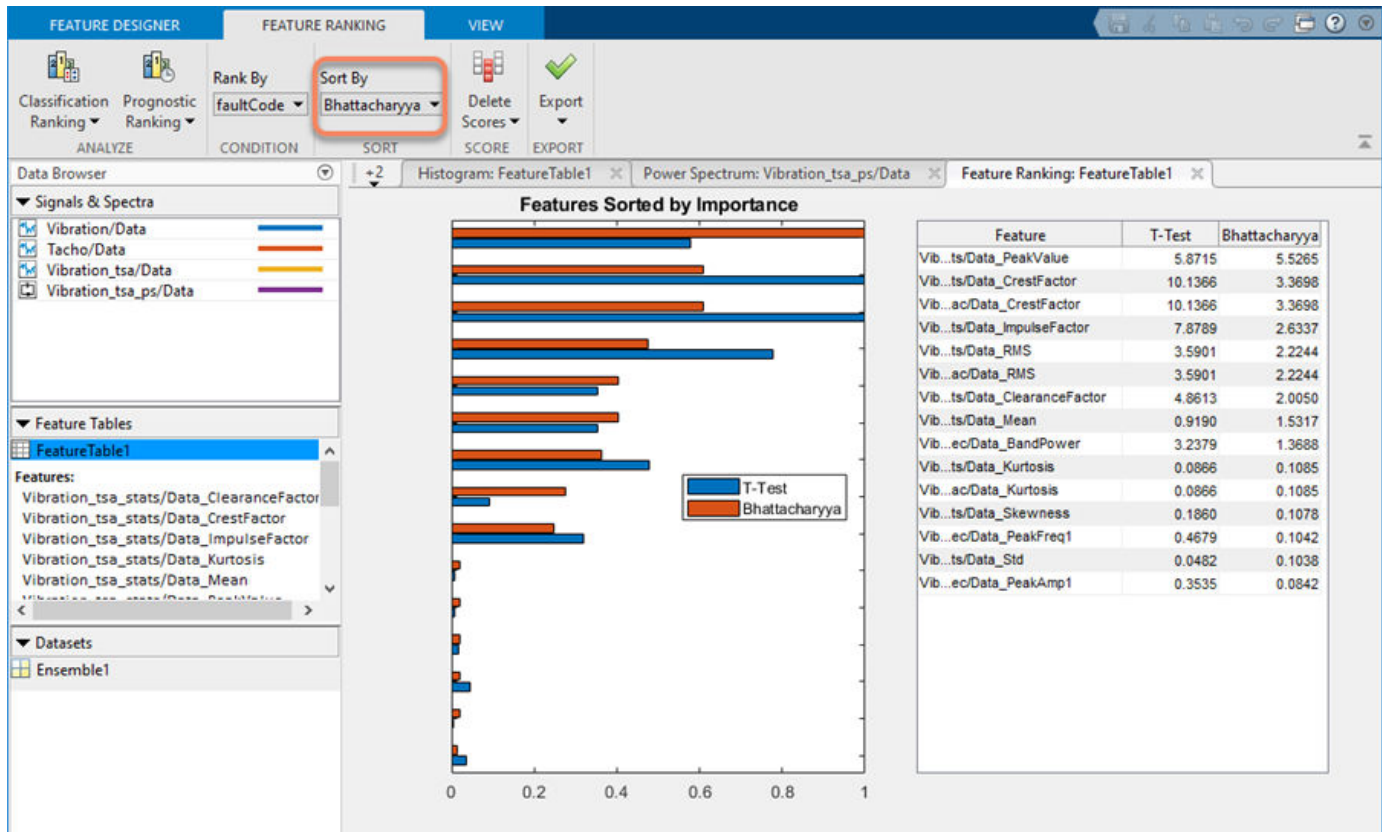 FEATURE DESIGNER FEATURE RANKING VIEW
Rank By Sort By
Classification Prognostic faultCode Bhattacharyya Delete Export
Ranking Ranking Scores
ANALYZE CONDITION SORT SCORE EXPORT
Data Browser
+2 Histogram: FeatureTable1 Power Spectrum: Vibration_tsa_ps/Data Feature Ranking: FeatureTable1
Signals & Spectra
Vibration/Data
Tacho/Data
Vibration_tsa/Data
Vibration_tsa_ps/Data
Feature Tables
FeatureTable1
Features:
Vibration_tsa_stats/Data_ClearanceFactor
Vibration_tsa_stats/Data_CrestFactor
Vibration_tsa_stats/Data_ImpulseFactor
Vibration_tsa_stats/Data_Kurtosis
Vibration_tsa_stats/Data_Mean
Datasets
Ensemble1
Features Sorted by Importance
T-Test
Bhattacharyya
0 0.2 0.4 0.6 0.8 1
Feature T-Test Bhattacharyya
Vib...ts/Data_PeakValue 5.8715 5.5265
Vib...ts/Data_CrestFactor 10.1366 3.3698
Vib...ac/Data_CrestFactor 10.1366 3.3698
Vib...ts/Data_ImpulseFactor 7.8789 2.6337
Vib...ts/Data_RMS 3.5901 2.2244
Vib...ac/Data_RMS 3.5901 2.2244
Vib...ts/Data_ClearanceFactor 4.8613 2.0050
Vib...ts/Data_Mean 0.9190 1.5317
Vib...ec/Data_BandPower 3.2379 1.3688
Vib...ts/Data_Kurtosis 0.0866 0.1085
Vib...ac/Data_Kurtosis 0.0866 0.1085
Vib...ts/Data_Skewness 0.1860 0.1078
Vib...ec/Data_PeakFreq1 0.4679 0.1042
Vib...ts/Data_Std 0.0482 0.1038
Vib...ec/Data_PeakAmp1 0.3535 0.0842